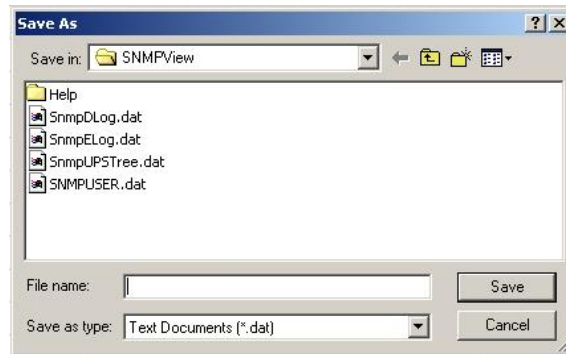 Save As
Save in: SNMPView
Help
SnmpDLog.dat
SnmpELog.dat
SnmpUPSTree.dat
SNMPUSER.dat
File name: Save
Save as type: Text Documents (*.dat) Cancel